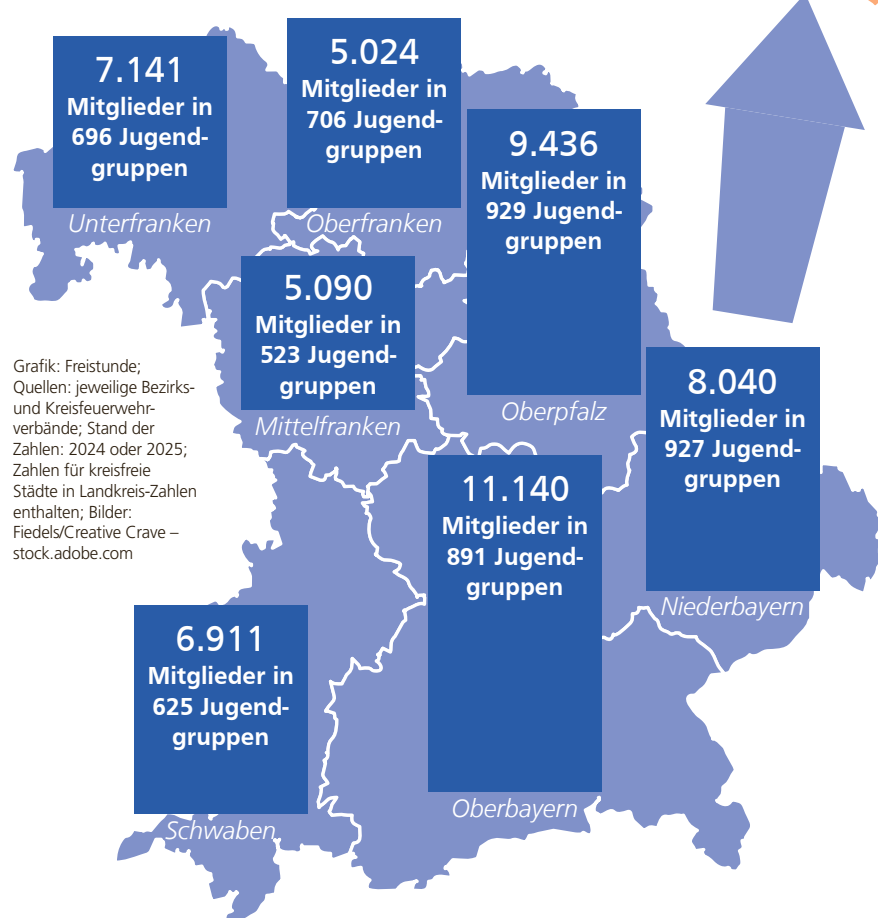 7.141
Mitglieder in
696 Jugend-
gruppen
Unterfranken
5.024
Mitglieder in
706 Jugend-
gruppen
Oberfranken
9.436
Mitglieder in
929 Jugend-
gruppen
Oberpfalz
5.090
Mitglieder in
523 Jugend-
gruppen
Mittelfranken
Grafik: Freistunde;
Quellen: jeweilige Bezirks-
und Kreisfeuerwehr-
verbände; Stand der
Zahlen: 2024 oder 2025;
Zahlen für kreisfreie
Städte in Landkreis-Zahlen
enthalten; Bilder:
Fiedels/Creative Crave –
stock.adobe.com
8.040
Mitglieder in
927 Jugend-
gruppen
Niederbayern
11.140
Mitglieder in
891 Jugend-
gruppen
Oberbayern
6.911
Mitglieder in
625 Jugend-
gruppen
Schwaben